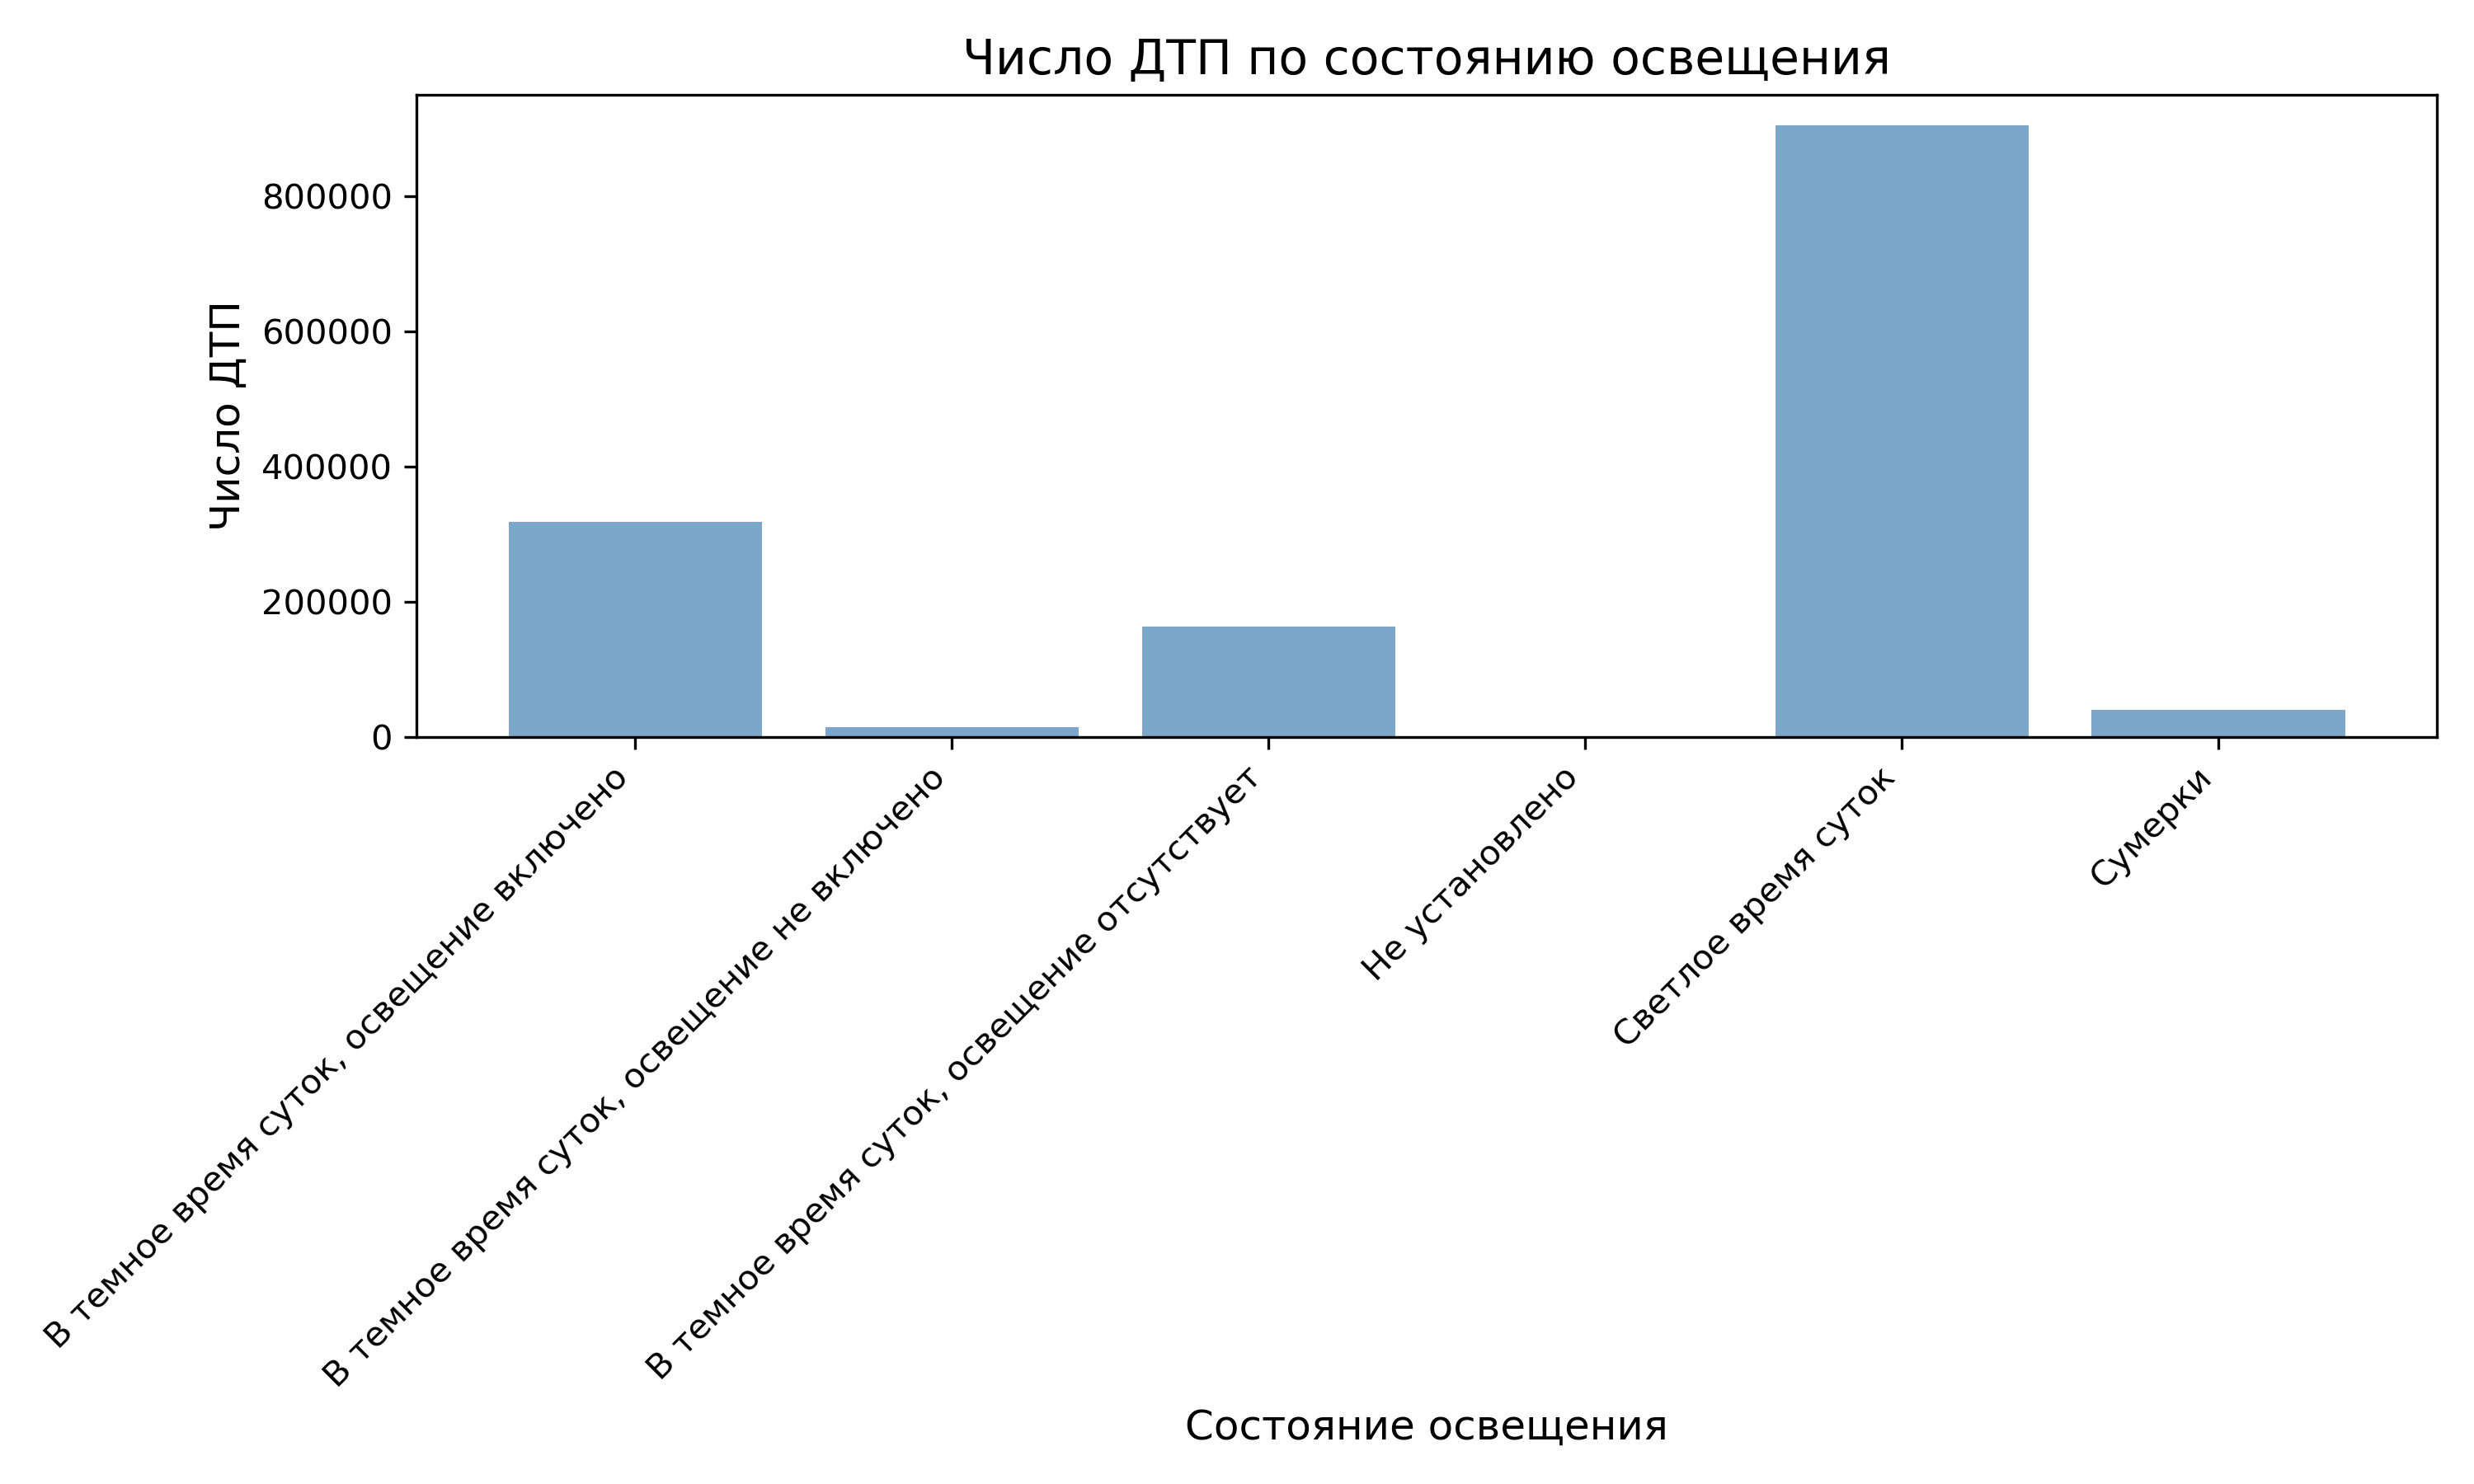 Число ДТП по состоянию освещения
Число ДТП
800000
600000
400000
200000
0
В темное время суток, освещение включено
В темное время суток, освещение не включено
В темное время суток, освещение отсутствует
Не установлено
Светлое время суток
Сумерки
Состояние освещения